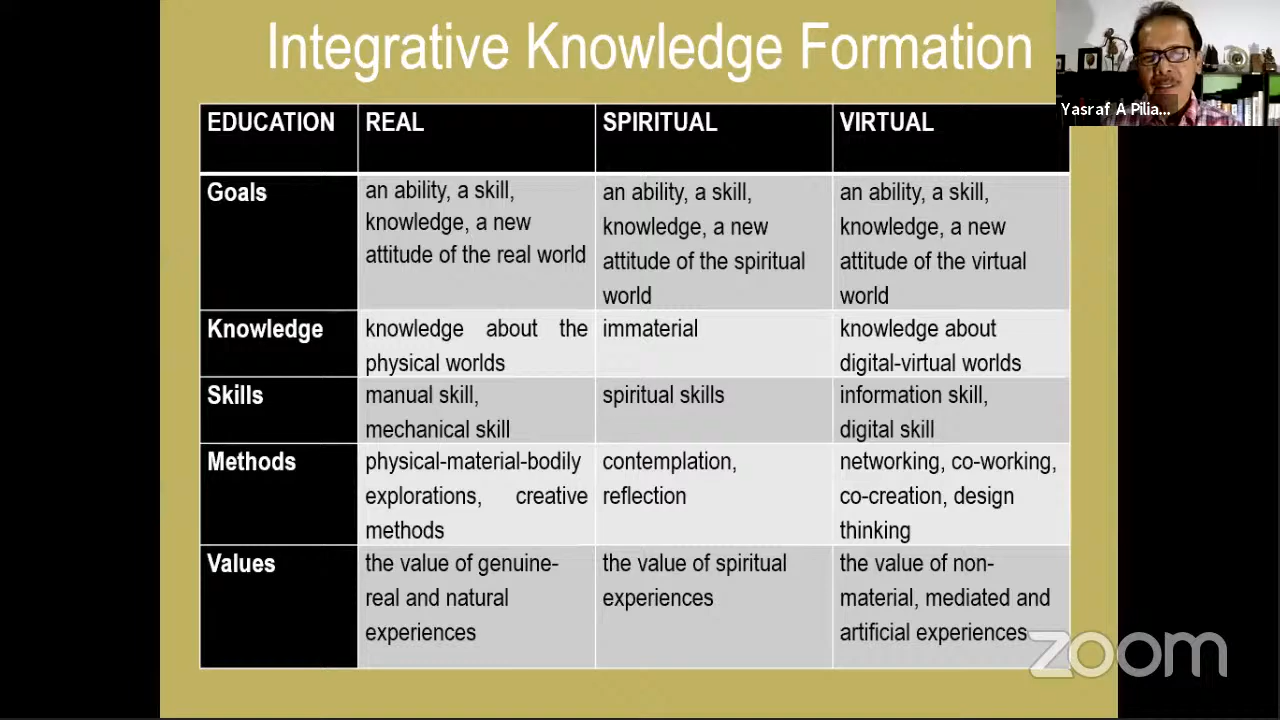 Integrative Knowledge Formation
Yasraf A Pilia...
EDUCATION
REAL
SPIRITUAL
VIRTUAL
Goals
an ability, a skill,
knowledge, a new
attitude of the real world
an ability, a skill,
knowledge, a new
attitude of the spiritual
world
an ability, a skill,
knowledge, a new
attitude of the virtual
world
Knowledge
knowledge about the
physical worlds
immaterial
knowledge about
digital-virtual worlds
Skills
manual skill,
mechanical skill
spiritual skills
information skill,
digital skill
Methods
physical-material-bodily
explorations, creative
methods
contemplation,
reflection
networking, co-working,
co-creation, design
thinking
Values
the value of genuine-
real and natural
experiences
the value of spiritual
experiences
the value of non-
material, mediated and
artificial experiences
zoom